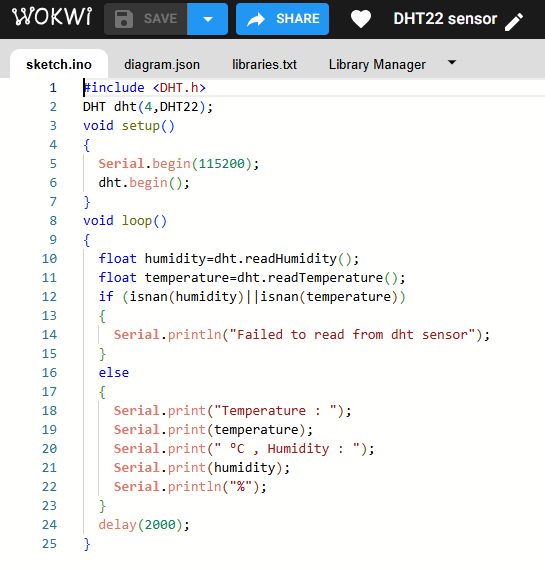 WOKWI SAVE SHARE DHT22 sensor
sketch.ino diagram.json libraries.txt Library Manager
1 #include <DHT.h>
2 DHT dht(4,DHT22);
3 void setup()
4 {
5 Serial.begin(115200);
6 dht.begin();
7 }
8 void loop()
9 {
10 float humidity=dht.readHumidity();
11 float temperature=dht.readTemperature();
12 if (isnan(humidity)||isnan(temperature))
13 {
14 Serial.println("Failed to read from dht sensor");
15 }
16 else
17 {
18 Serial.print("Temperature : ");
19 Serial.print(temperature);
20 Serial.print(" ºC , Humidity : ");
21 Serial.print(humidity);
22 Serial.println("%");
23 }
24 delay(2000);
25 }